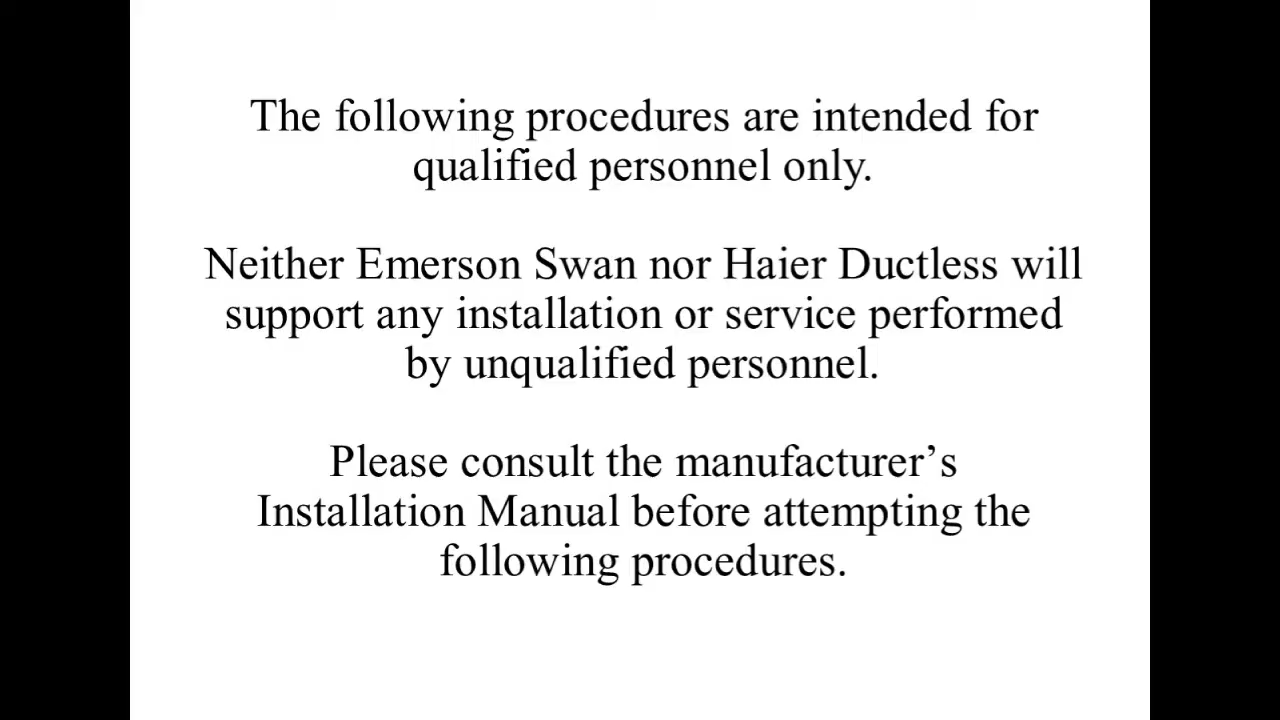 The following procedures are intended for
qualified personnel only.
Neither Emerson Swan nor Haier Ductless will
support any installation or service performed
by unqualified personnel.
Please consult the manufacturer’s
Installation Manual before attempting the
following procedures.